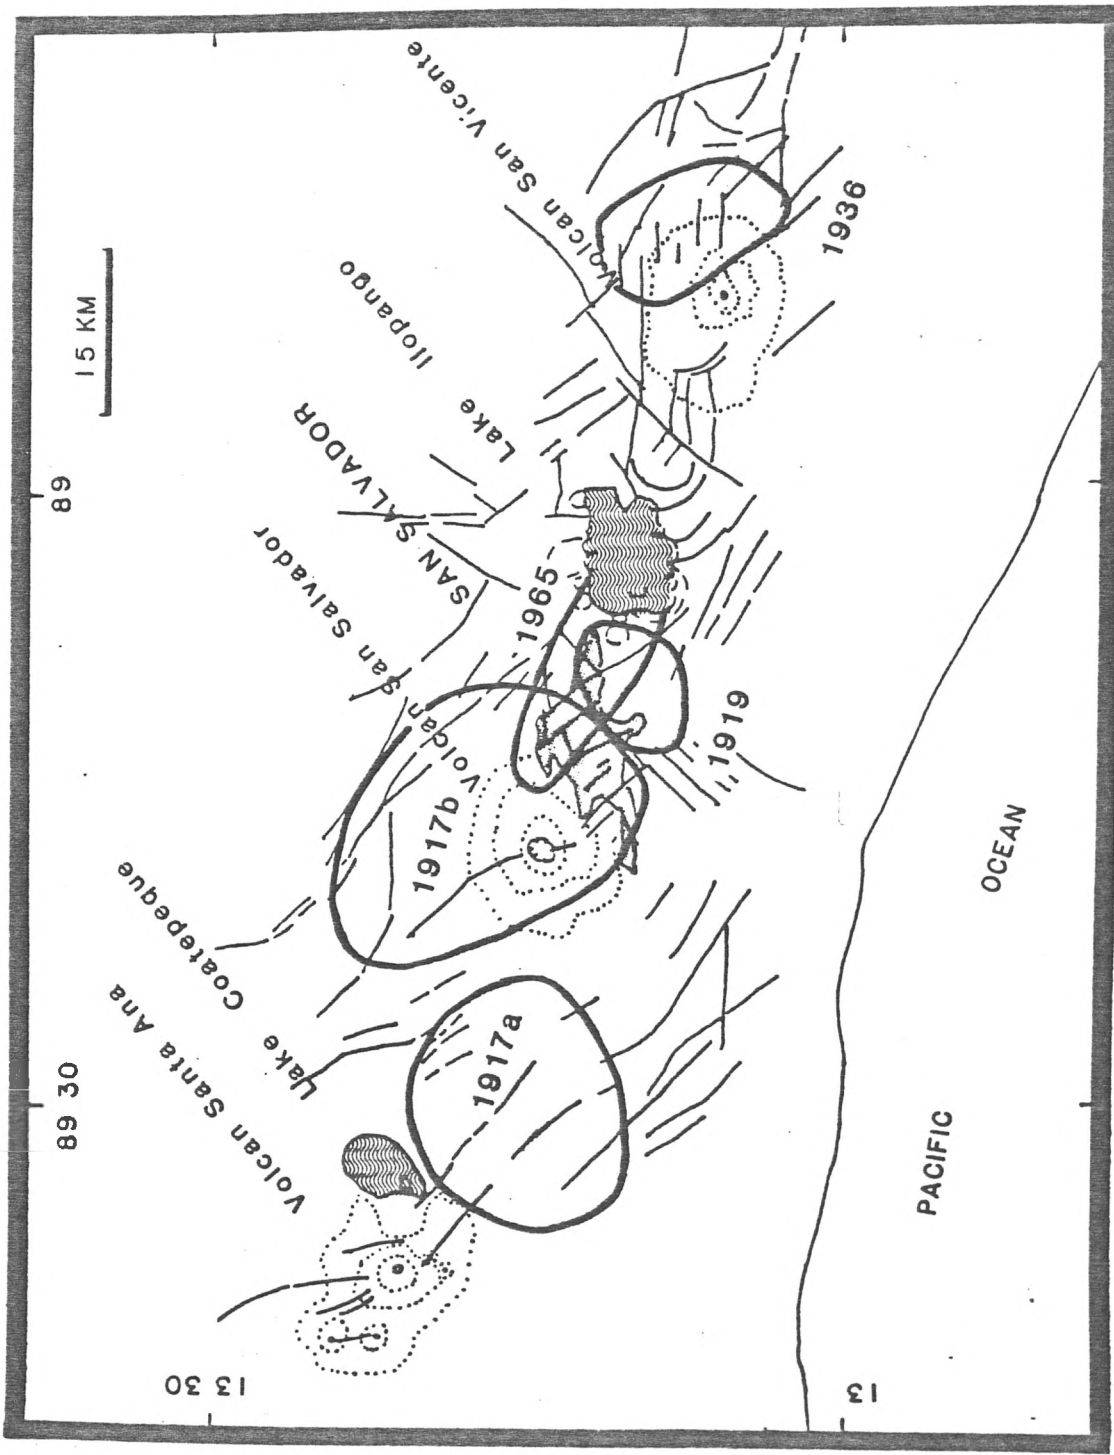 89 30
89
15 KM
13 30
13
Volcan Santa Ana
Lake Coatepeque
Volcan San Salvador
SAN SALVADOR
Lake Ilopango
Volcan San Vicente
1917a
1917b
1965
1919
1936
PACIFIC
OCEAN